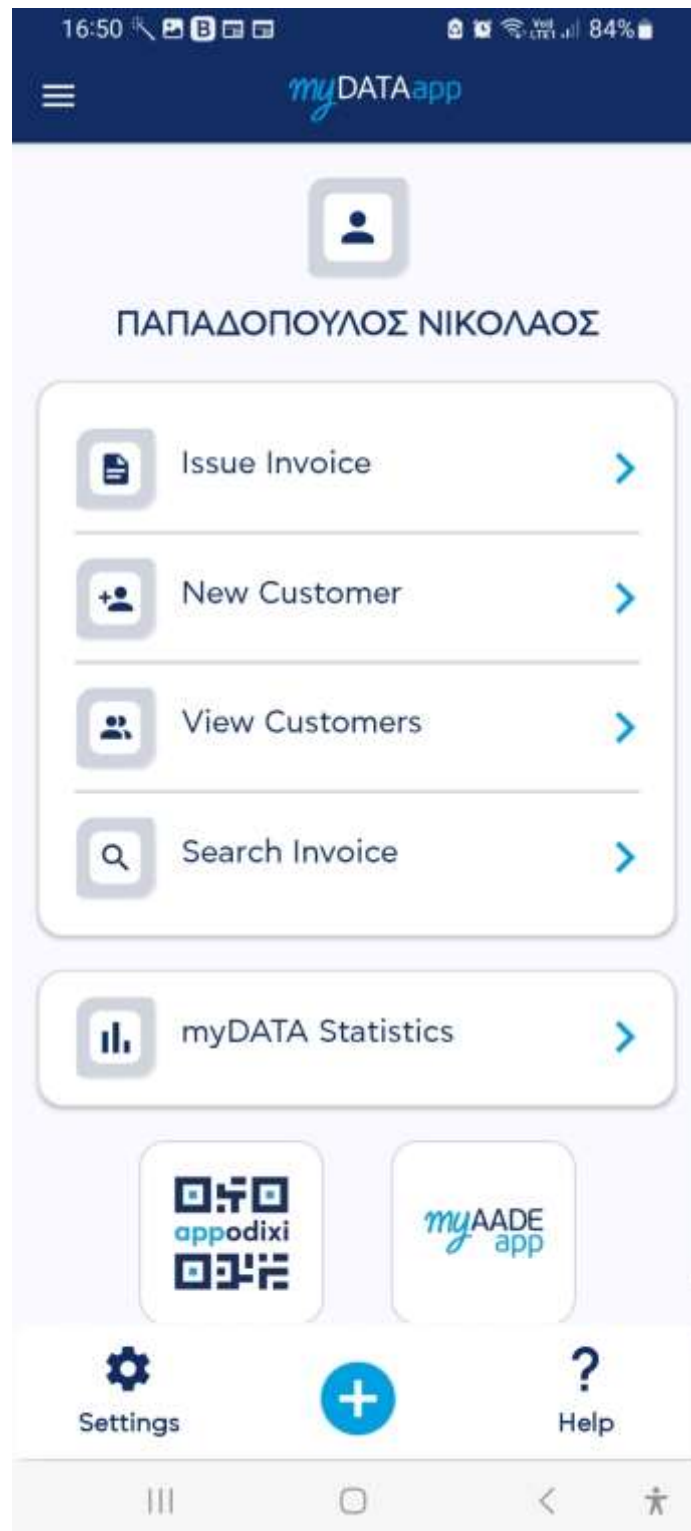 16:50 84%
myDATAapp
ΠΑΠΑΔΟΠΟΥΛΟΣ ΝΙΚΟΛΑΟΣ
Issue Invoice
New Customer
View Customers
Search Invoice
myDATA Statistics
appodixi
myAADE
app
Settings
Help